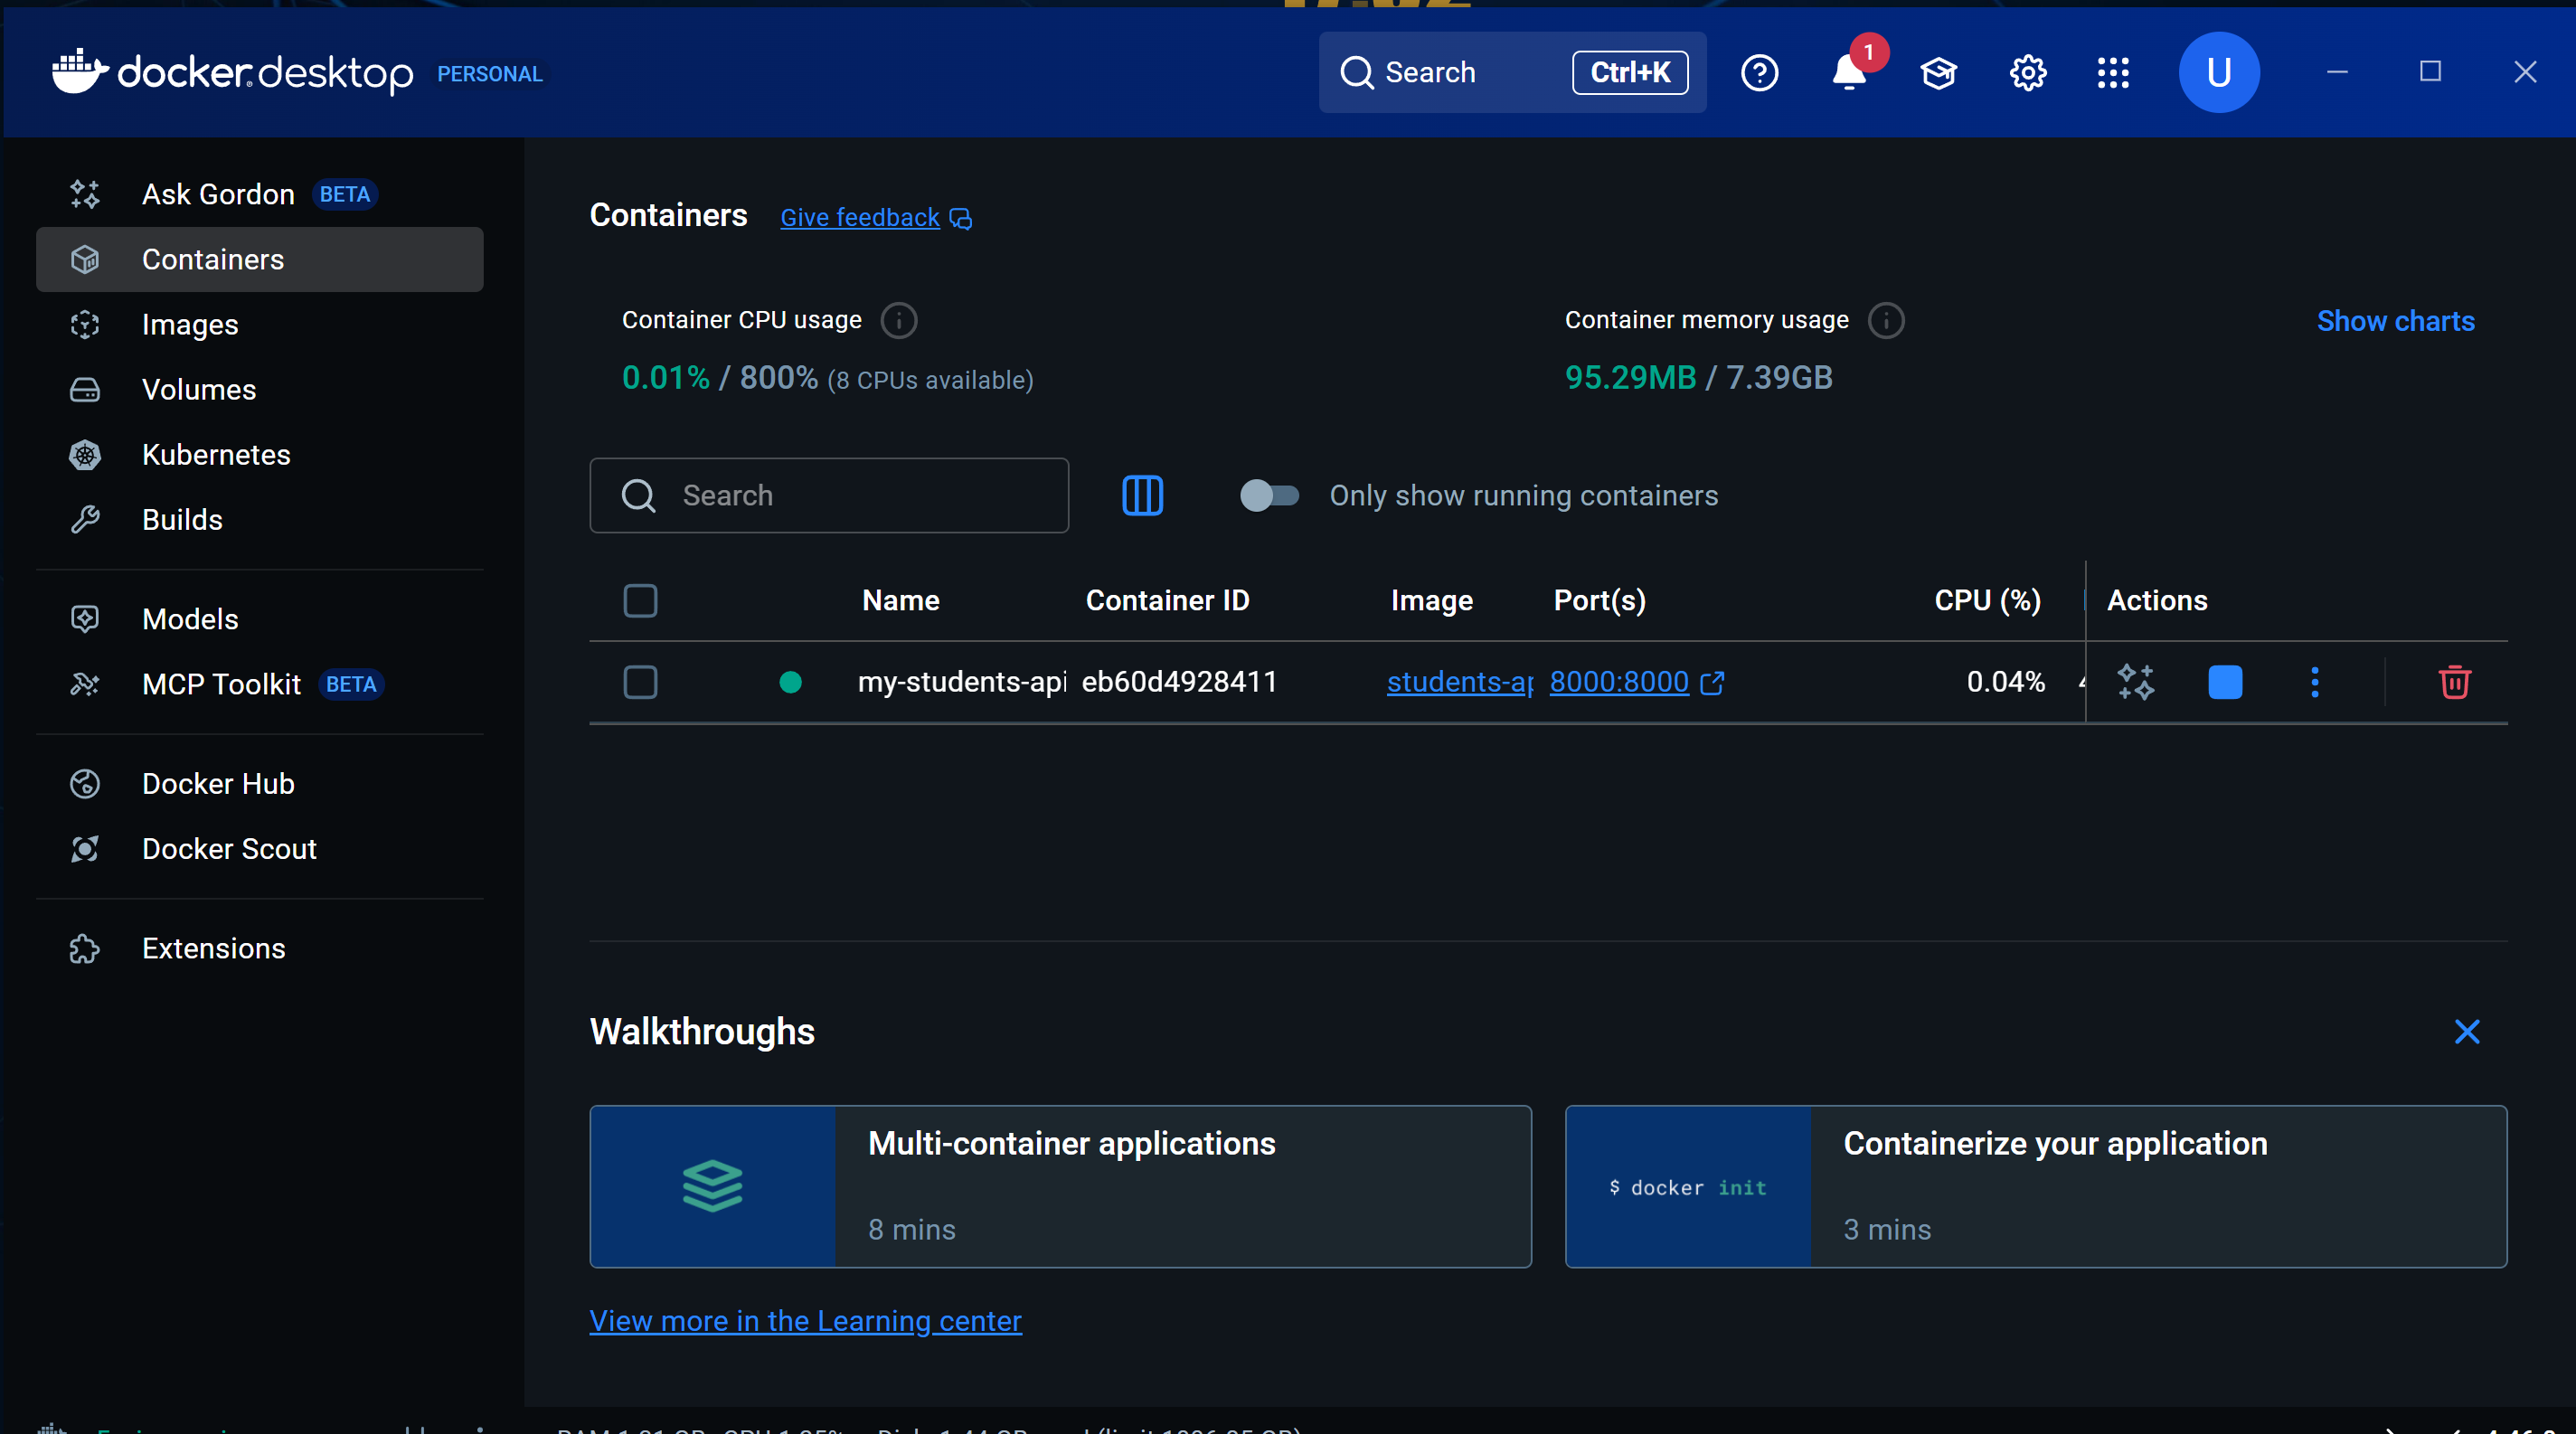 docker.desktop PERSONAL
Search Ctrl+K
1
U
Ask Gordon BETA
Containers
Images
Volumes
Kubernetes
Builds
Models
MCP Toolkit BETA
Docker Hub
Docker Scout
Extensions
Containers Give feedback
Container CPU usage
0.01% / 800% (8 CPUs available)
Container memory usage
95.29MB / 7.39GB
Show charts
Search
Only show running containers
Name Container ID Image Port(s) CPU (%) Actions
my-students-api eb60d4928411 students-ap 8000:8000 0.04%
Walkthroughs
Multi-container applications
8 mins
$ docker init
Containerize your application
3 mins
View more in the Learning center